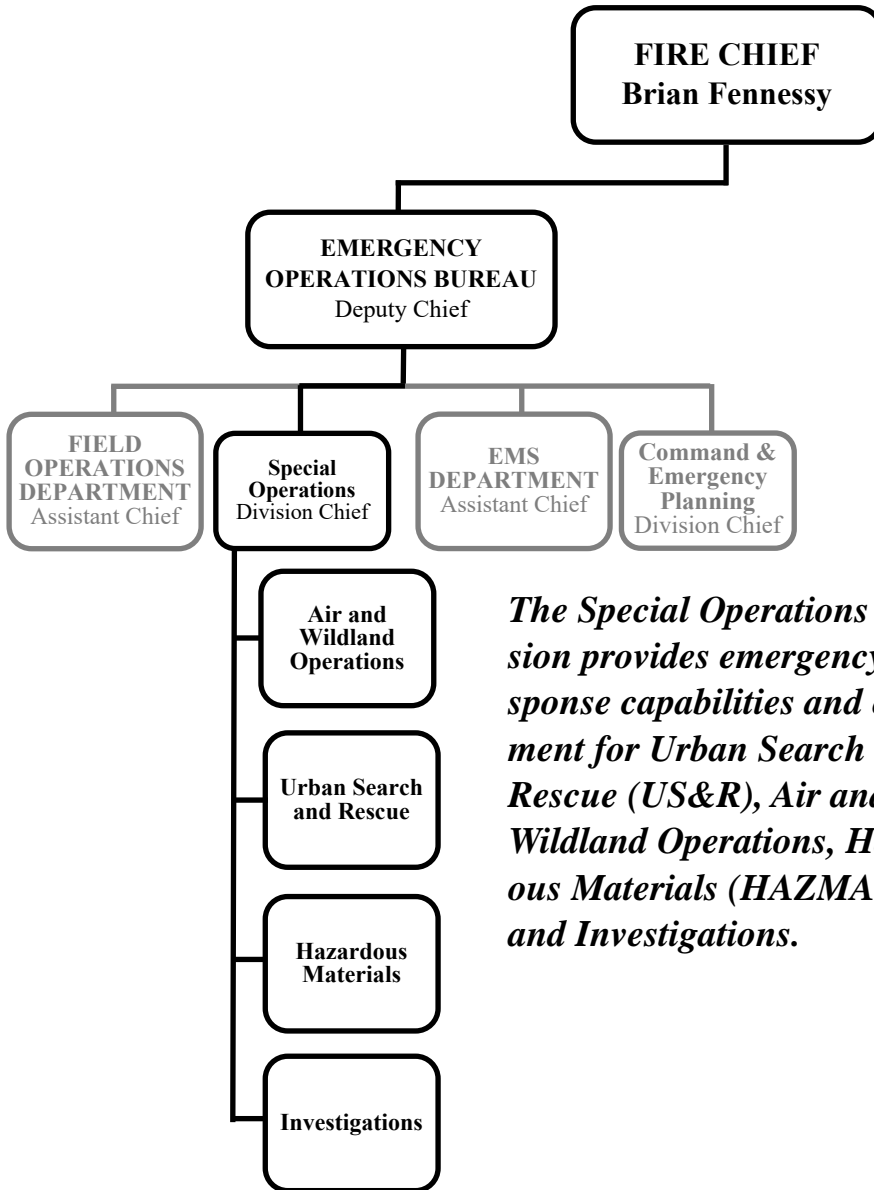 FIRE CHIEF
Brian Fennessy
EMERGENCY
OPERATIONS BUREAU
Deputy Chief
FIELD
OPERATIONS
DEPARTMENT
Assistant Chief
Special
Operations
Division Chief
EMS
DEPARTMENT
Assistant Chief
Command &
Emergency
Planning
Division Chief
Air and
Wildland
Operations
Urban Search
and Rescue
Hazardous
Materials
Investigations
The Special Operations
sion provides emergency
sponse capabilities and
ment for Urban Search
Rescue (US&R), Air and
Wildland Operations, H
ous Materials (HAZMA
and Investigations.